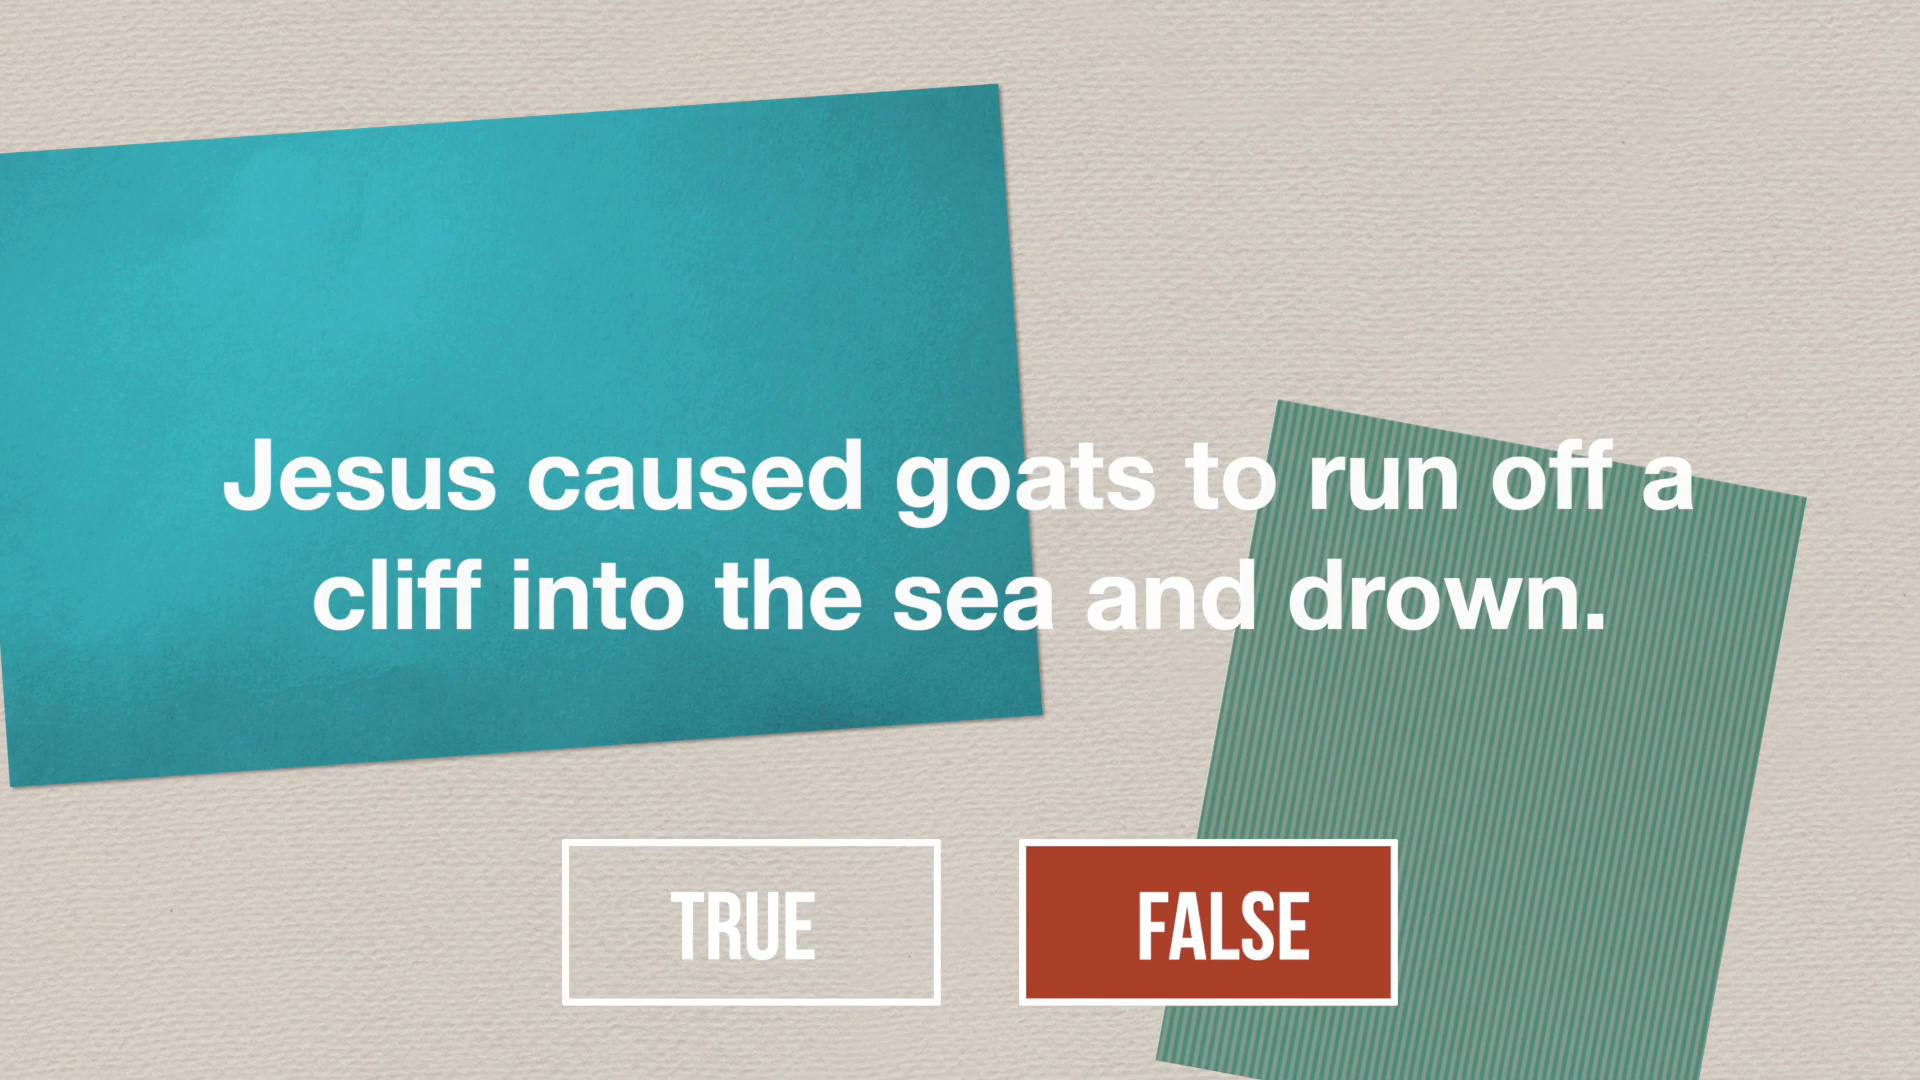 Jesus caused goats to run off a
cliff into the sea and drown.
TRUE
FALSE